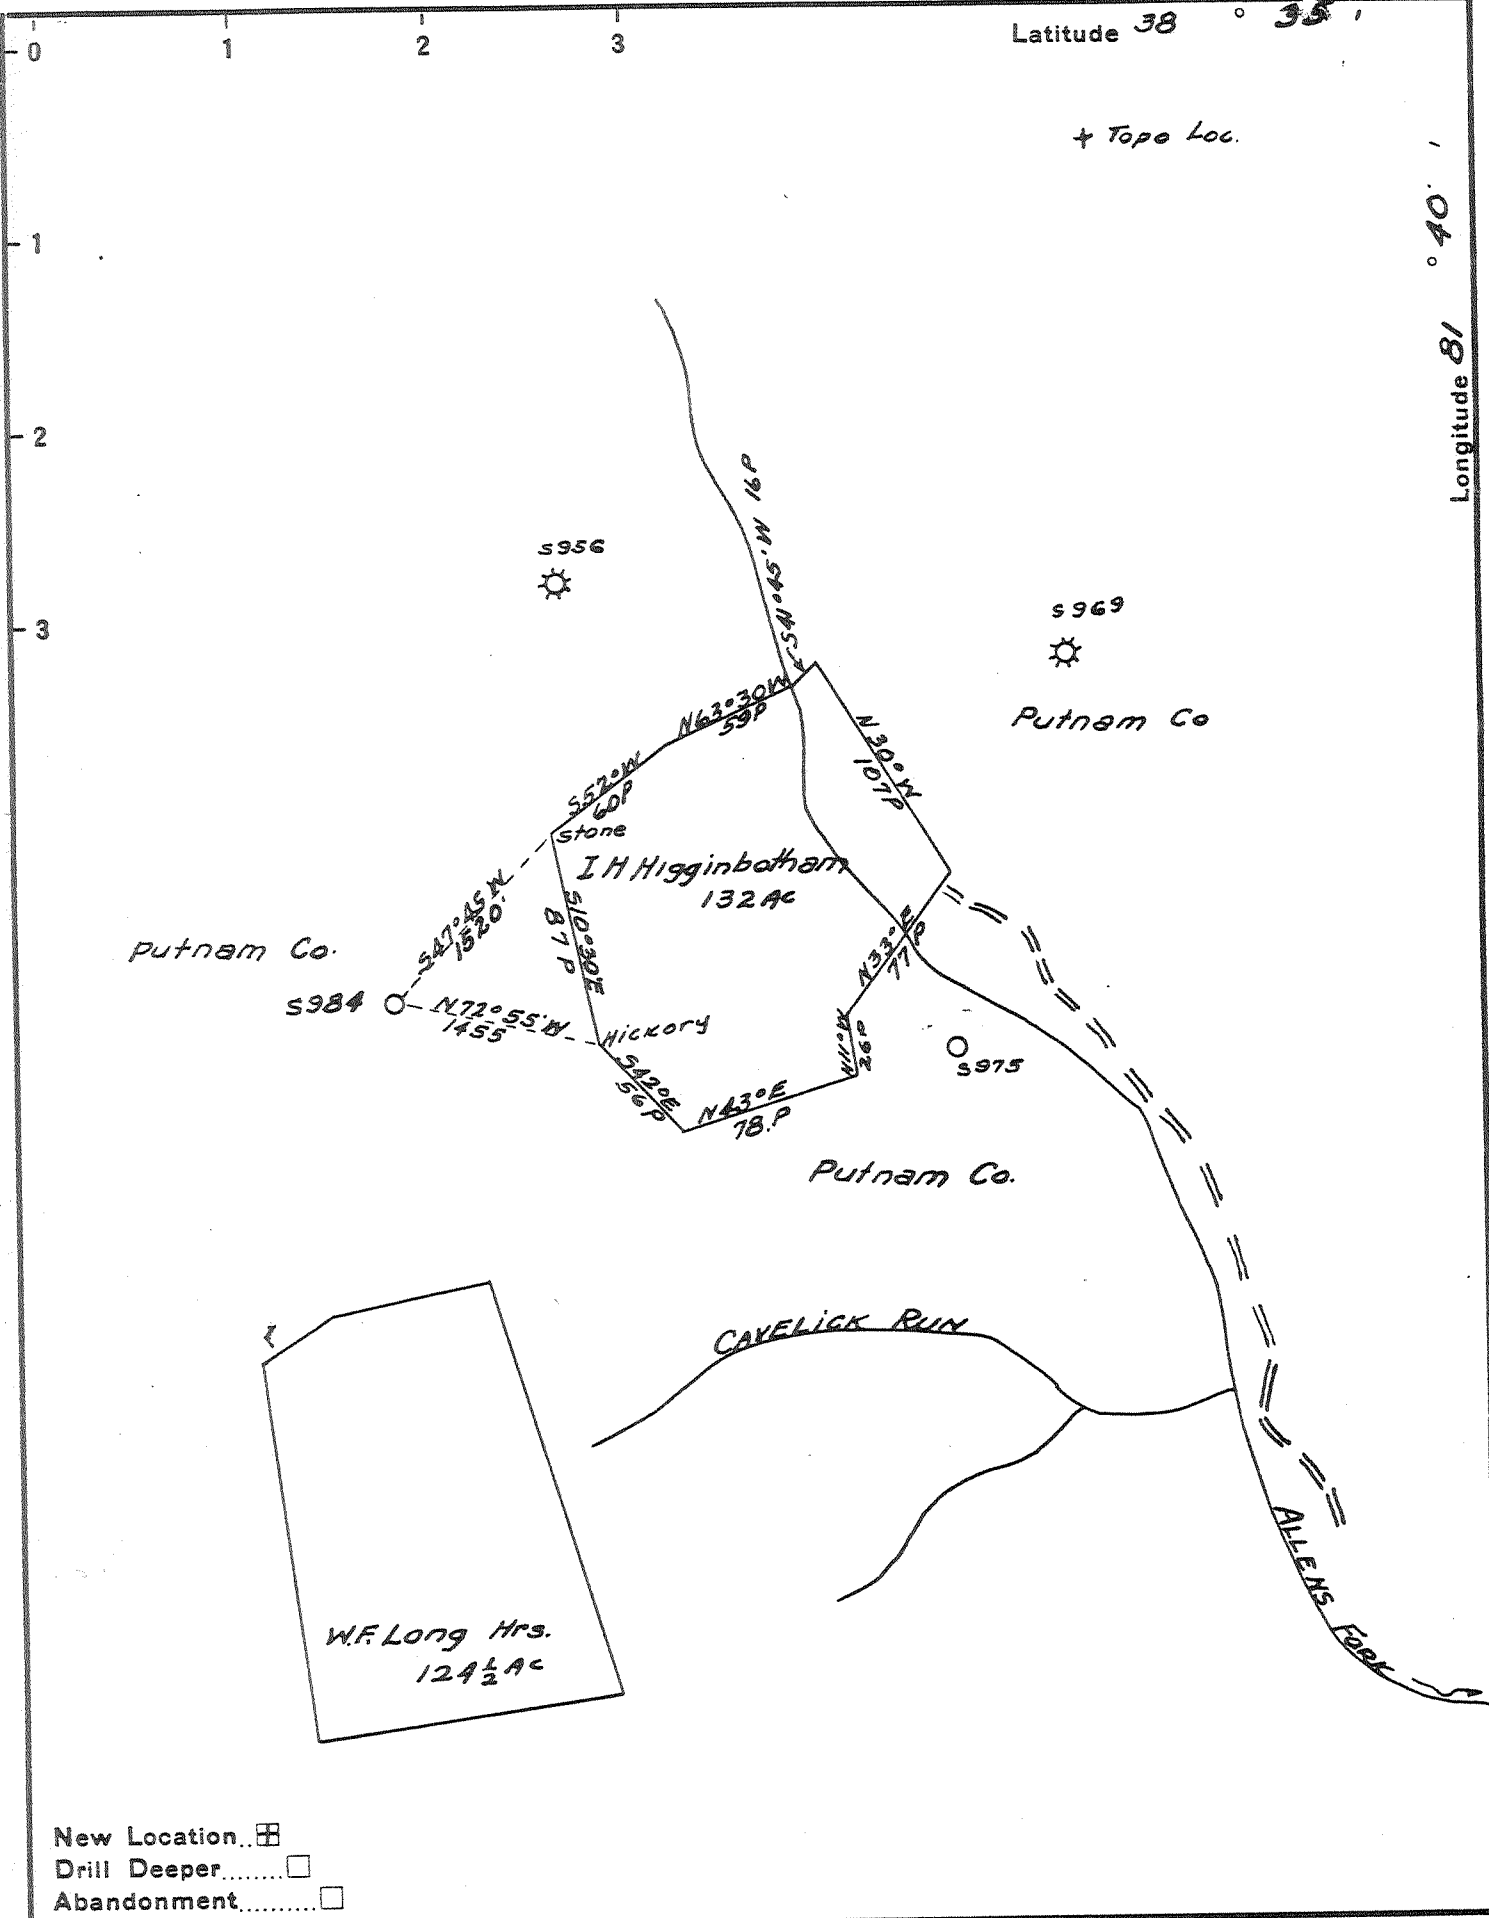 Latitude 38 ° 35 '
0 1 2 3
+ Topo Loc.
Longitude 81 ° 40 '
1
2
3
S956
S41°45'W 16P
S969
Putnam Co
N63°30W
59P
N30°W
107P
S52°W
60P
Stone
I H Higginbotham
132 Ac
S47°45W
1520'
S10°30'E
87P
N33°E
77P
Putnam Co.
S984
N72°55'W
1455
Hickory
N11°W
26P
S975
S42°E
56P
N43°E
78.P
Putnam Co.
CAVELICK RUN
ALLENS FORK
W.F. Long Hrs.
124½ Ac
New Location..
Drill Deeper........
Abandonment..........